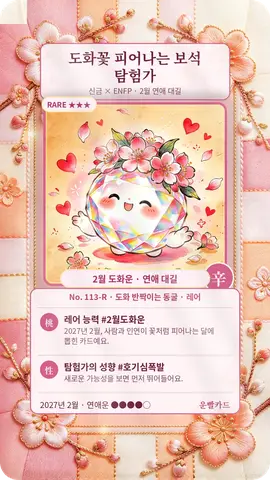 도화꽃 피어나는 보석
탐험가
신금 × ENFP · 2월 연애 대길
RARE ★★★
2월 도화운 · 연애 대길
辛
No. 113-R · 도화 반짝이는 동굴 · 레어
桃
레어 능력 #2월도화운
2027년 2월, 사람과 인연이 꽃처럼 피어나는 달에
뽑힌 카드예요.
性
탐험가의 성향 #호기심폭발
새로운 가능성을 보면 먼저 뛰어들어요.
2027년 2월 · 연애운 ●●●●○
운빨카드